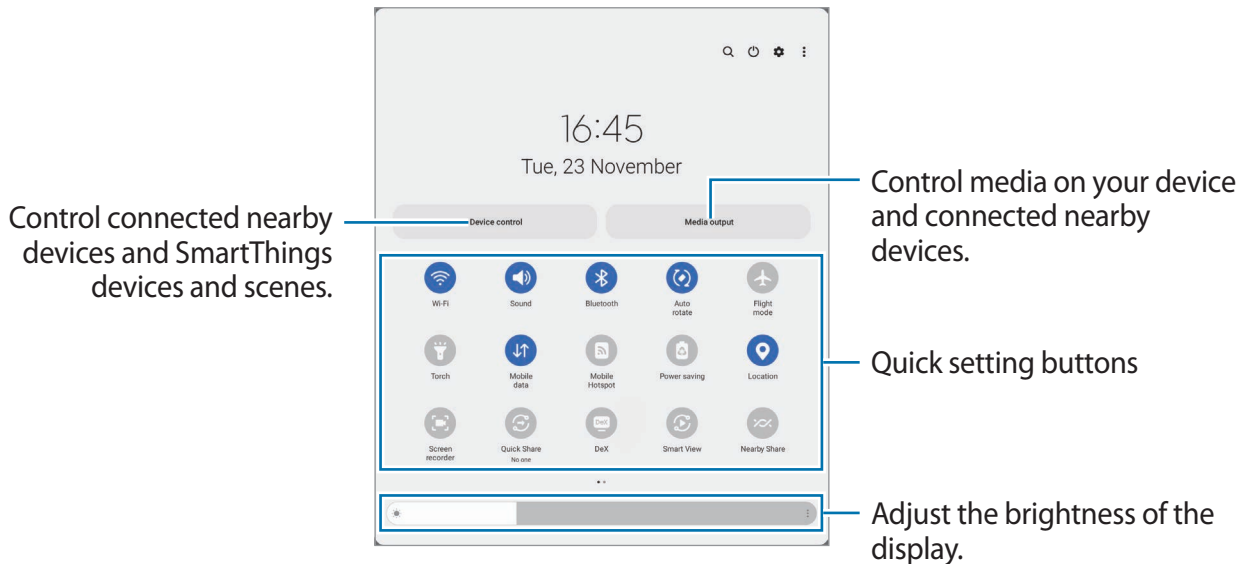 16:45
Tue, 23 November
Control connected nearby
devices and SmartThings
devices and scenes.
Device control
Media output
Control media on your device
and connected nearby
devices.
Wi-Fi
Sound
Bluetooth
Auto
rotate
Flight
mode
Torch
Mobile
data
Mobile
Hotspot
Power saving
Location
Quick setting buttons
Screen
recorder
Quick Share
No one
DeX
DeX
Smart View
Nearby Share
Adjust the brightness of the
display.